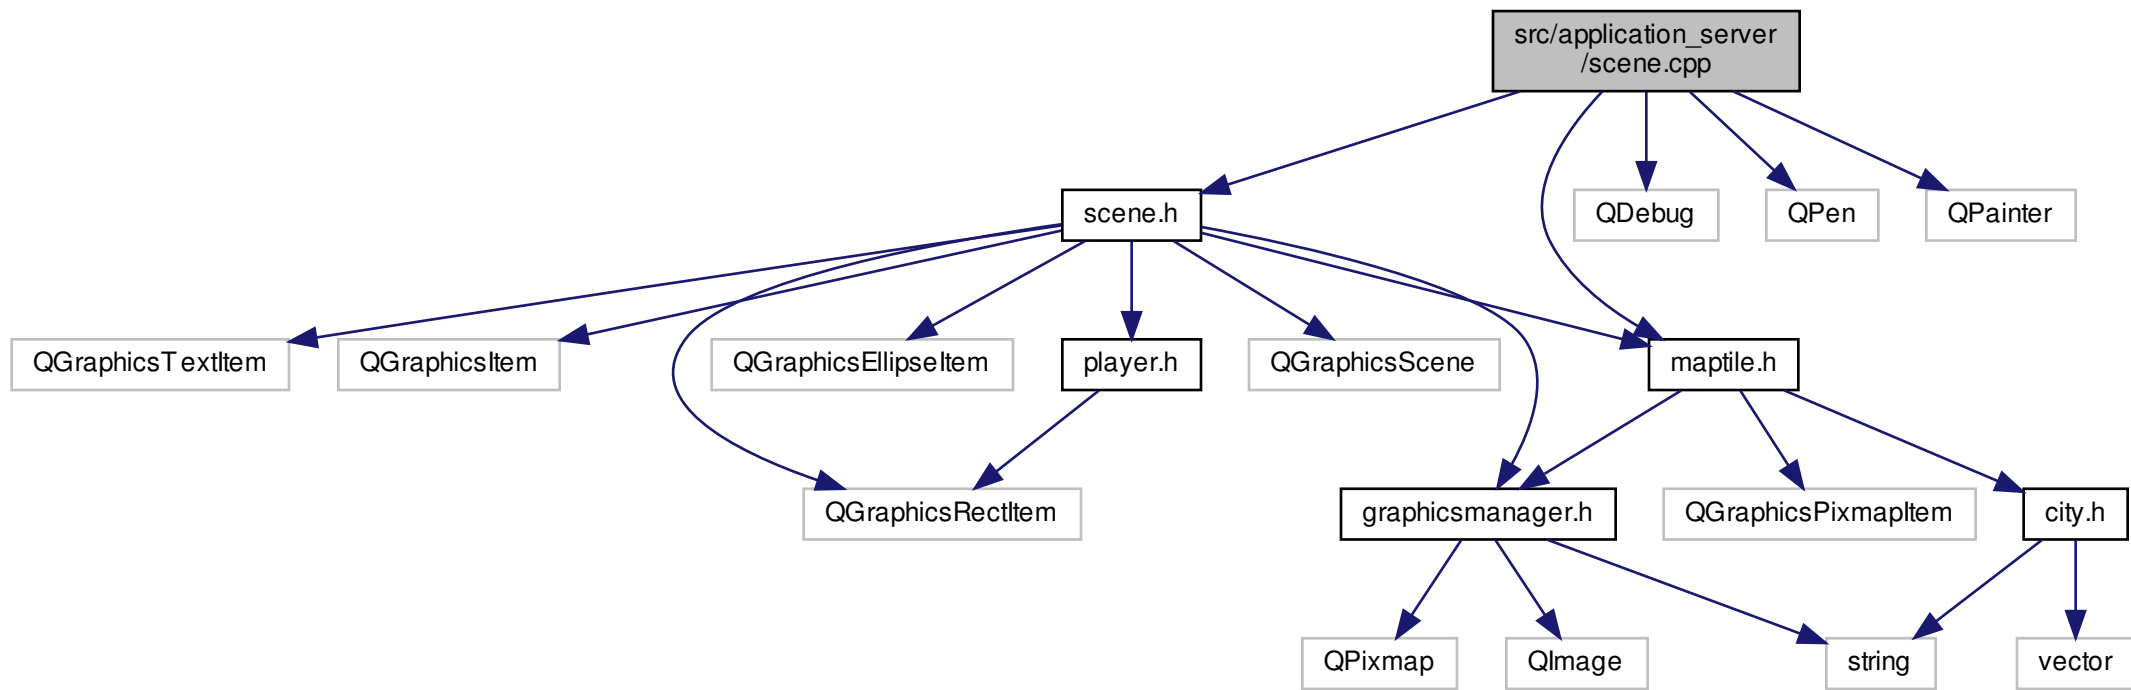 src/application_server
/scene.cpp
scene.h
QDebug
QPen
QPainter
QGraphicsTextItem
QGraphicsItem
QGraphicsEllipseItem
player.h
QGraphicsScene
maptile.h
QGraphicsRectItem
graphicsmanager.h
QGraphicsPixmapItem
city.h
QPixmap
QImage
string
vector